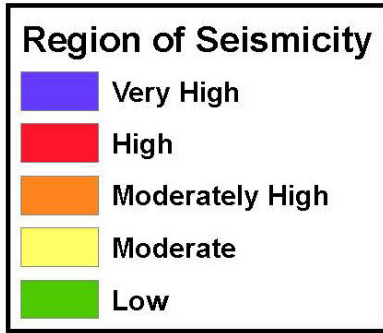 Region of Seismicity
Very High
High
Moderately High
Moderate
Low